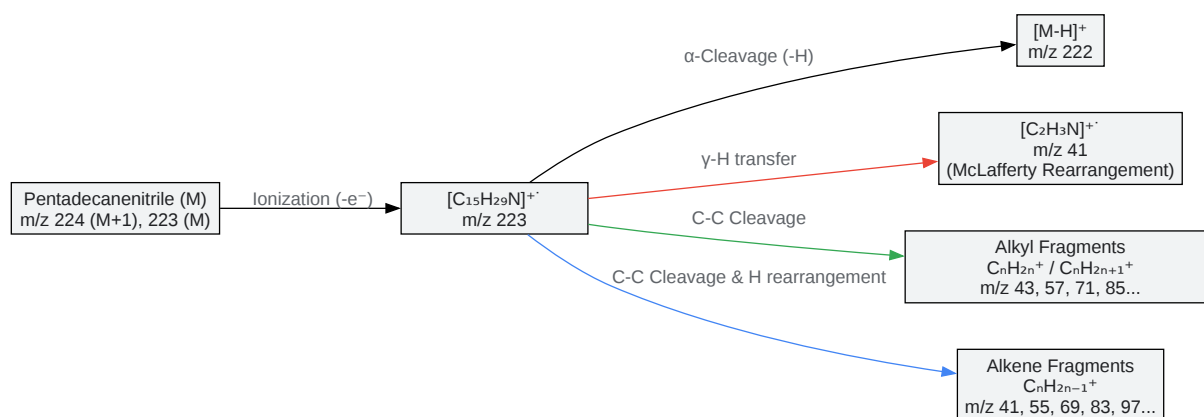 [M-H]⁺
m/z 222
α-Cleavage (-H)
[C₂H₃N]⁺˙
m/z 41
(McLafferty Rearrangement)
γ-H transfer
Pentadecanenitrile (M)
m/z 224 (M+1), 223 (M)
Ionization (-e⁻)
[C₁₅H₂₉N]⁺˙
m/z 223
C-C Cleavage
Alkyl Fragments
CₙH₂ₙ⁺ / CₙH₂ₙ₊₁⁺
m/z 43, 57, 71, 85...
C-C Cleavage & H rearrangement
Alkene Fragments
CₙH₂ₙ₋₁⁺
m/z 41, 55, 69, 83, 97...